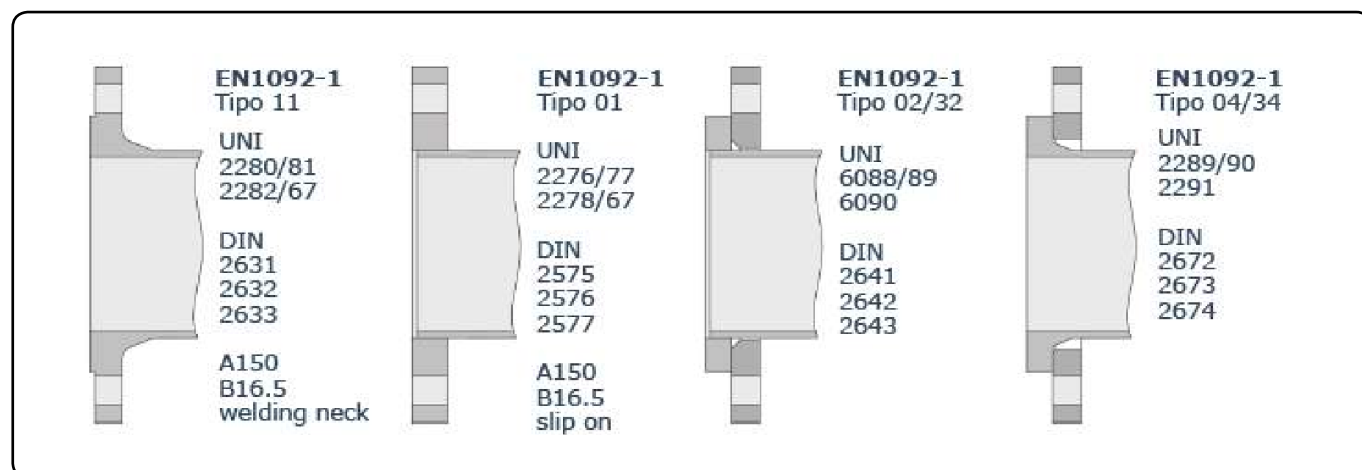 EN1092-1
Tipo 11
UNI
2280/81
2282/67
DIN
2631
2632
2633
A150
B16.5
welding neck
EN1092-1
Tipo 01
UNI
2276/77
2278/67
DIN
2575
2576
2577
A150
B16.5
slip on
EN1092-1
Tipo 02/32
UNI
6088/89
6090
DIN
2641
2642
2643
EN1092-1
Tipo 04/34
UNI
2289/90
2291
DIN
2672
2673
2674